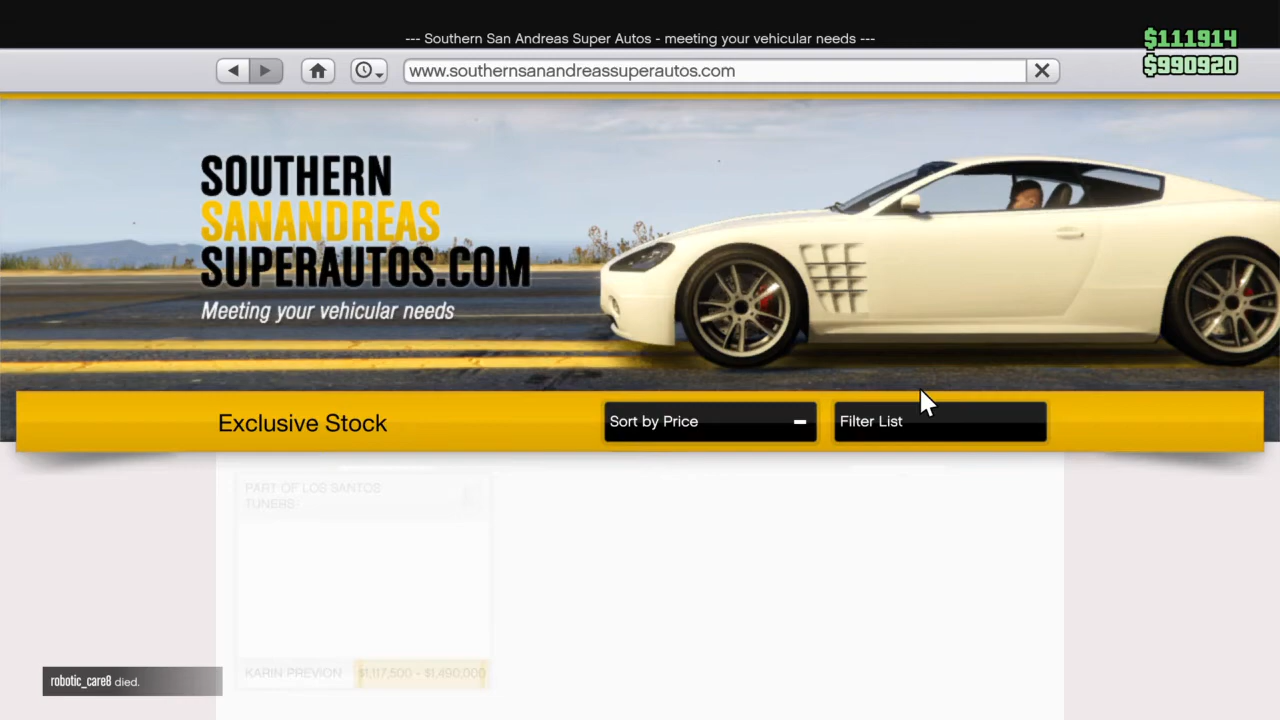 --- Southern San Andreas Super Autos - meeting your vehicular needs ---
$111914
$990920
www.southernsanandreassuperautos.com
SOUTHERN
SANANDREAS
SUPERAUTOS.COM
Meeting your vehicular needs
Exclusive Stock
Sort by Price
Filter List
PART OF LOS SANTOS
TUNERS
KARIN PREVION
$1,117,500 - $1,490,000
robotic_care8 died.